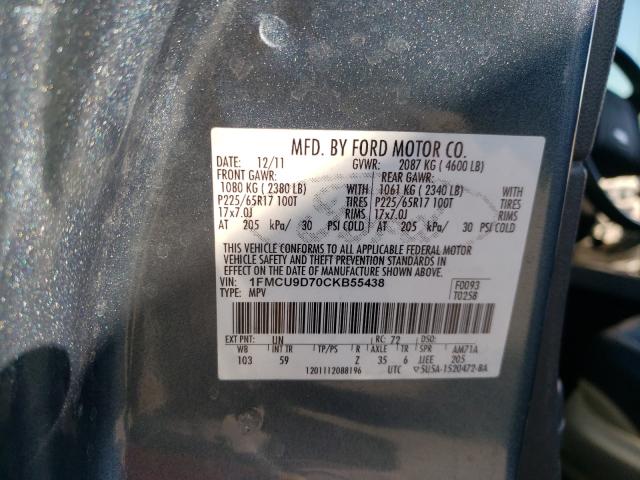 MFD. BY FORD MOTOR CO.
DATE: 12/11 GVWR: 2087 KG ( 4600 LB)
FRONT GAWR: REAR GAWR:
1080 KG ( 2380 LB) WITH 1061 KG ( 2340 LB) WITH
P225/65R17 100T TIRES P225/65R17 100T TIRES
17x7.0J RIMS 17x7.0J RIMS
AT 205 kPa/ 30 PSI COLD AT 205 kPa/ 30 PSI COLD
THIS VEHICLE CONFORMS TO ALL APPLICABLE FEDERAL MOTOR
VEHICLE SAFETY AND THEFT PREVENTION STANDARDS IN EFFECT
ON THE DATE OF MANUFACTURE SHOWN ABOVE.
VIN: 1FMCU9D70CKB55438 F0093
TYPE: MPV T0258
EXT PNT: UN RC: 72 DSO:
WB INT TR TP/PS R AXLE TR SPR AM71A
103 59 Z 35 6 JJEE 205
1201112088196 UTC 5U5A-1520472-BA